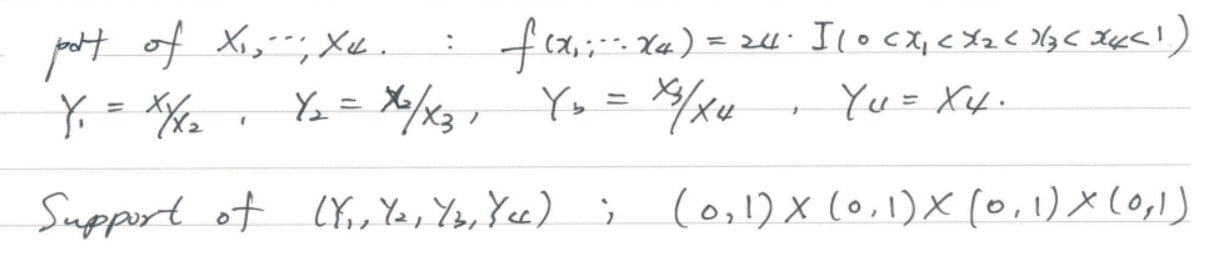 pdf of X₁, ⋯, X₄. : f(x₁, ⋯ x₄) = 24 · I(0 < x₁ < x₂ < x₃ < x₄ < 1)
Y₁ = X₁/X₂ , Y₂ = X₂/X₃ , Y₃ = X₃/X₄ , Y₄ = X₄.
Support of (Y₁, Y₂, Y₃, Y₄) ; (0,1) × (0,1) × (0,1) × (0,1)